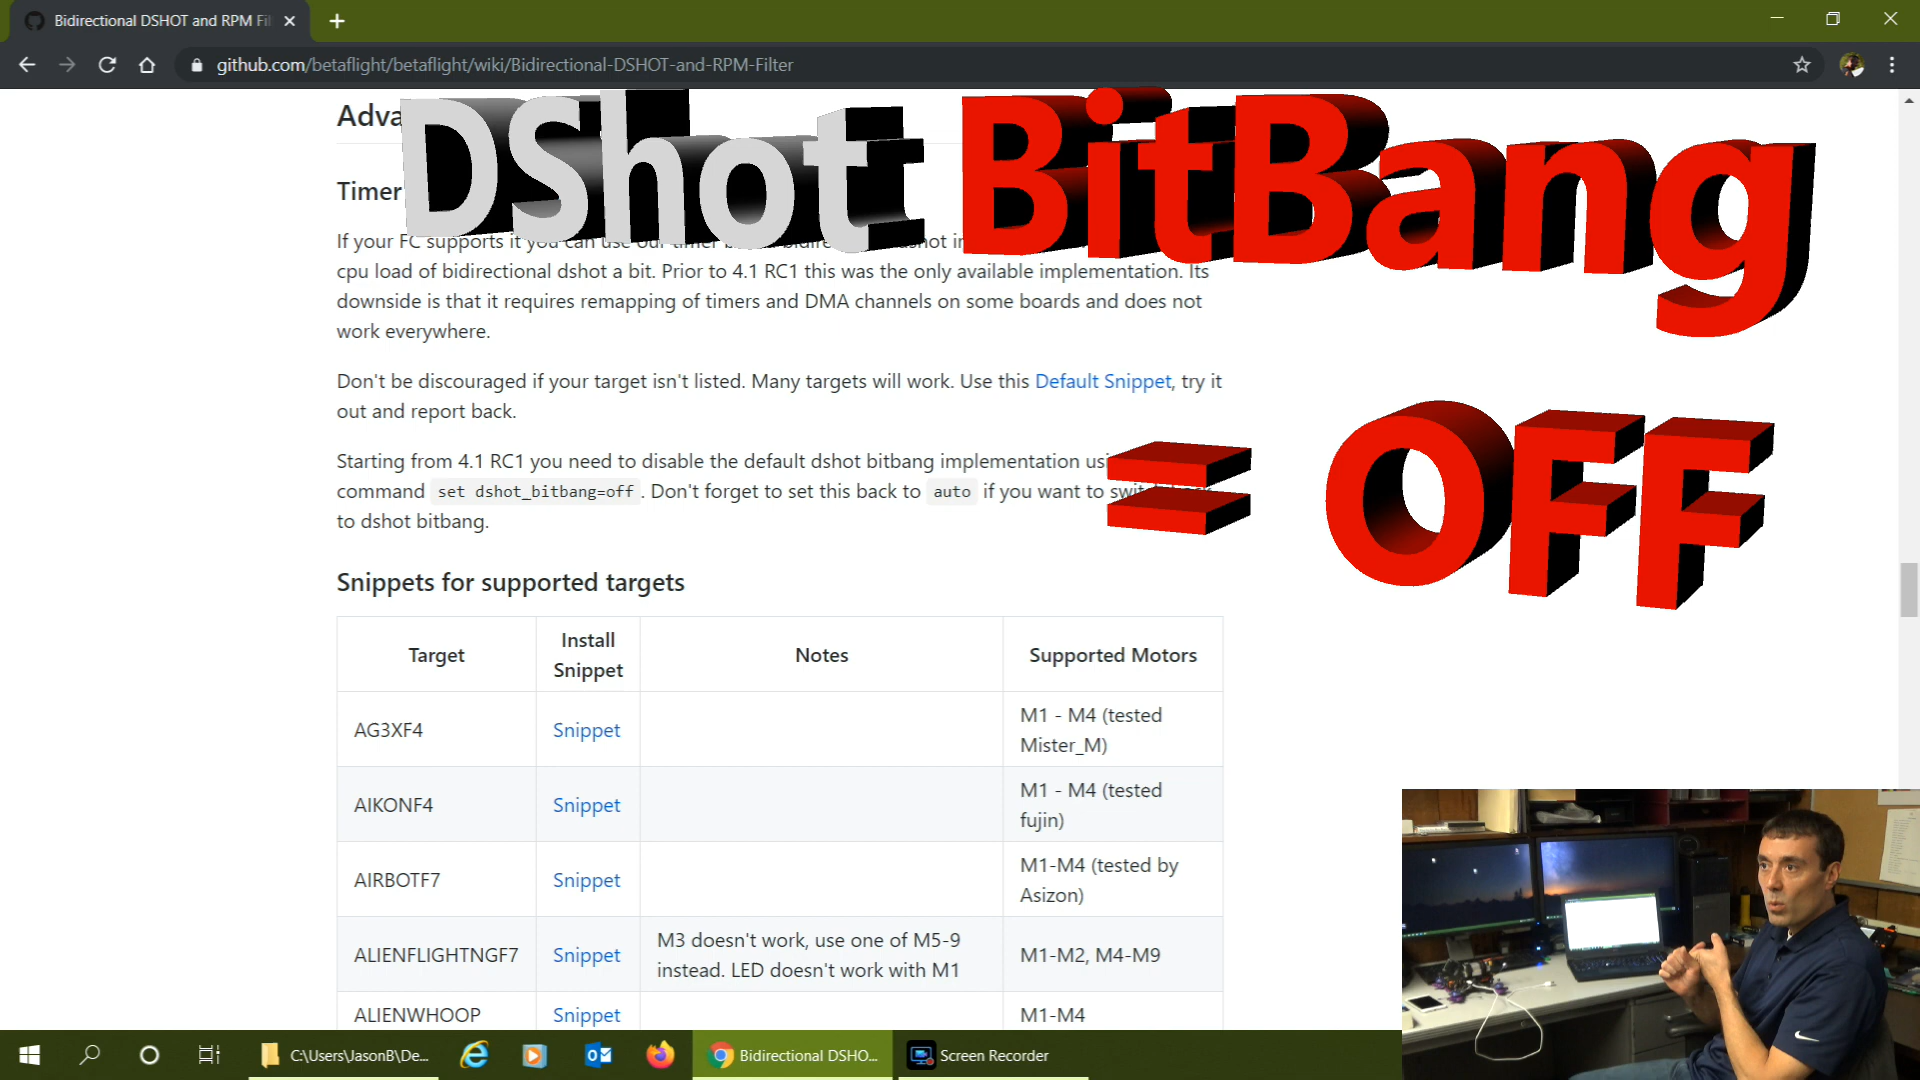 Bidirectional DSHOT and RPM Fi
github.com/betaflight/betaflight/wiki/Bidirectional-DSHOT-and-RPM-Filter
DShot BitBang
= OFF
Adva
Timer
If your FC supports it you can use our timer
cpu load of bidirectional dshot a bit. Prior to 4.1 RC1 this was the only available implementation. Its
downside is that it requires remapping of timers and DMA channels on some boards and does not
work everywhere.
Don't be discouraged if your target isn't listed. Many targets will work. Use this Default Snippet, try it
out and report back.
Starting from 4.1 RC1 you need to disable the default dshot bitbang implementation
command set dshot_bitbang=off . Don't forget to set this back to auto if you want to
to dshot bitbang.
Snippets for supported targets
Target Install Snippet Notes Supported Motors
AG3XF4 Snippet M1 - M4 (tested Mister_M)
AIKONF4 Snippet M1 - M4 (tested fujin)
AIRBOTF7 Snippet M1-M4 (tested by Asizon)
ALIENFLIGHTNGF7 Snippet M3 doesn't work, use one of M5-9 instead. LED doesn't work with M1 M1-M2, M4-M9
ALIENWHOOP Snippet M1-M4
C:\Users\JasonB\De...
Bidirectional DSHO...
Screen Recorder